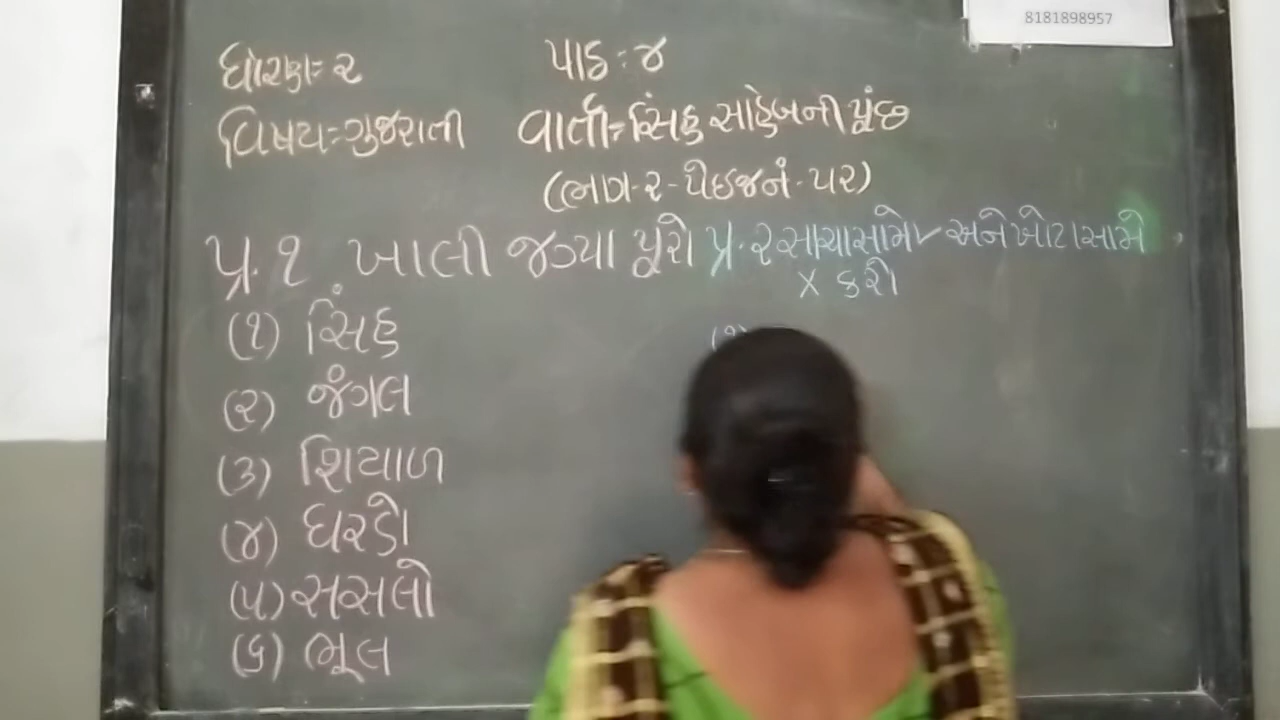 8181898957
ધોરણ:- ૨ પાઠ:- ૪
વિષય:- ગુજરાતી વાર્તા:- સિંહ સાહેબની પૂંછ
(ભાગ-૨-પેઇજનં-૫૨)
પ્ર.૧ ખાલી જગ્યા પૂરો પ્ર.૨ સાચા સામે ✓ અને ખોટા સામે
× કરો
(૧) સિંહ (૧)
(૨) જંગલ
(૩) શિયાળ
(૪) ઘરડો
(૫) સસલો
(૬) ભૂલ